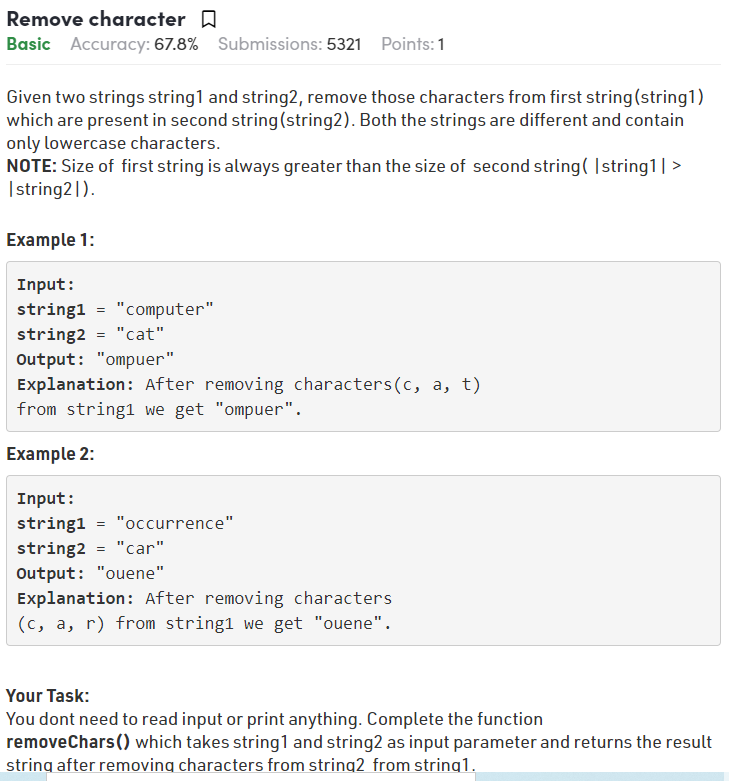 Remove character
Basic Accuracy: 67.8% Submissions: 5321 Points: 1
Given two strings string1 and string2, remove those characters from first string(string1)
which are present in second string(string2). Both the strings are different and contain
only lowercase characters.
NOTE: Size of first string is always greater than the size of second string( |string1| >
|string2|).
Example 1:
Input:
string1 = "computer"
string2 = "cat"
Output: "ompuer"
Explanation: After removing characters(c, a, t)
from string1 we get "ompuer".
Example 2:
Input:
string1 = "occurrence"
string2 = "car"
Output: "ouene"
Explanation: After removing characters
(c, a, r) from string1 we get "ouene".
Your Task:
You dont need to read input or print anything. Complete the function
removeChars() which takes string1 and string2 as input parameter and returns the result
string after removing characters from string2 from string1.